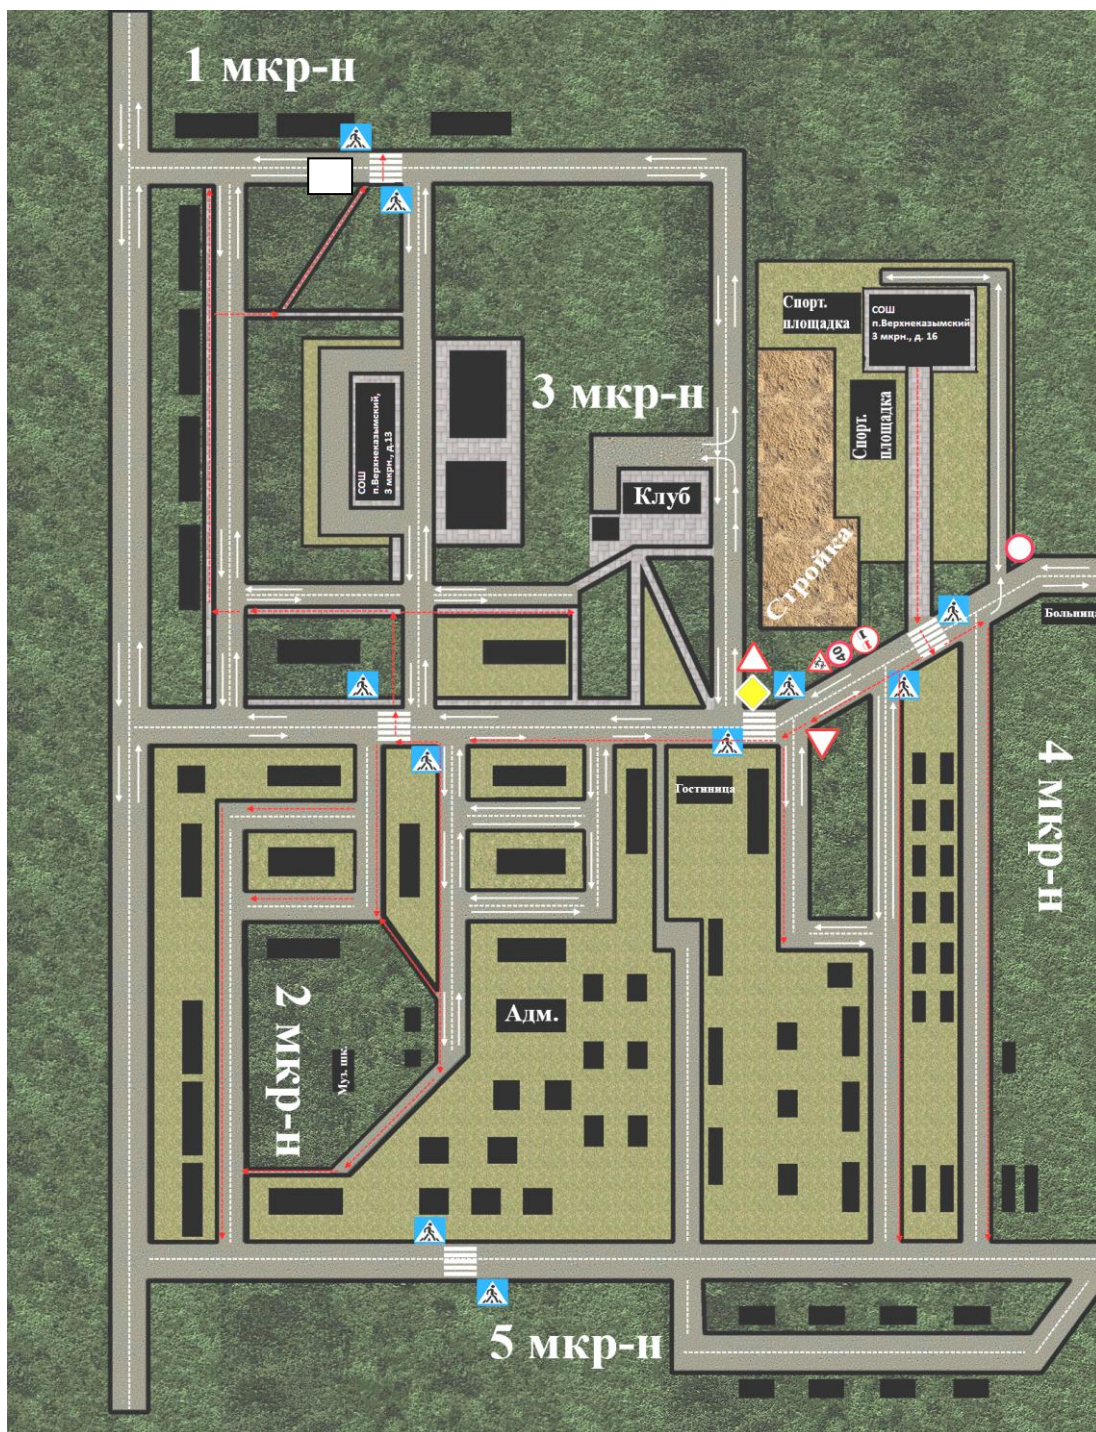 1 мкр-н
Спорт.
площадка
СОШ
п.Верхнеказымский
3 мкрн., д. 16
3 мкр-н
СОШ
п.Верхнеказымский,
3 мкрн., д.13
Спорт.
площадка
Клуб
Стройка
Больница
40
4 мкр-н
Гостиница
2 мкр-н
Адм.
Муз. шк.
5 мкр-н